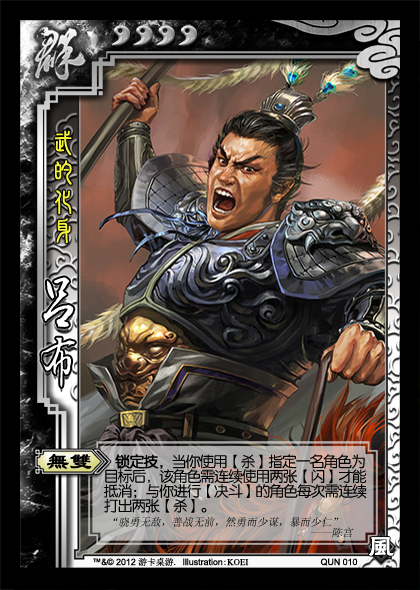 群
武的化身
呂布
無雙
锁定技，当你使用【杀】指定一名角色为
目标后，该角色需连续使用两张【闪】才能
抵消；与你进行【决斗】的角色每次需连续
打出两张【杀】。
“骁勇无敌，善战无前，然勇而少谋，暴而少仁”
——陈宫
風
™&© 2012 游卡桌游. Illustration: KOEI
QUN 010